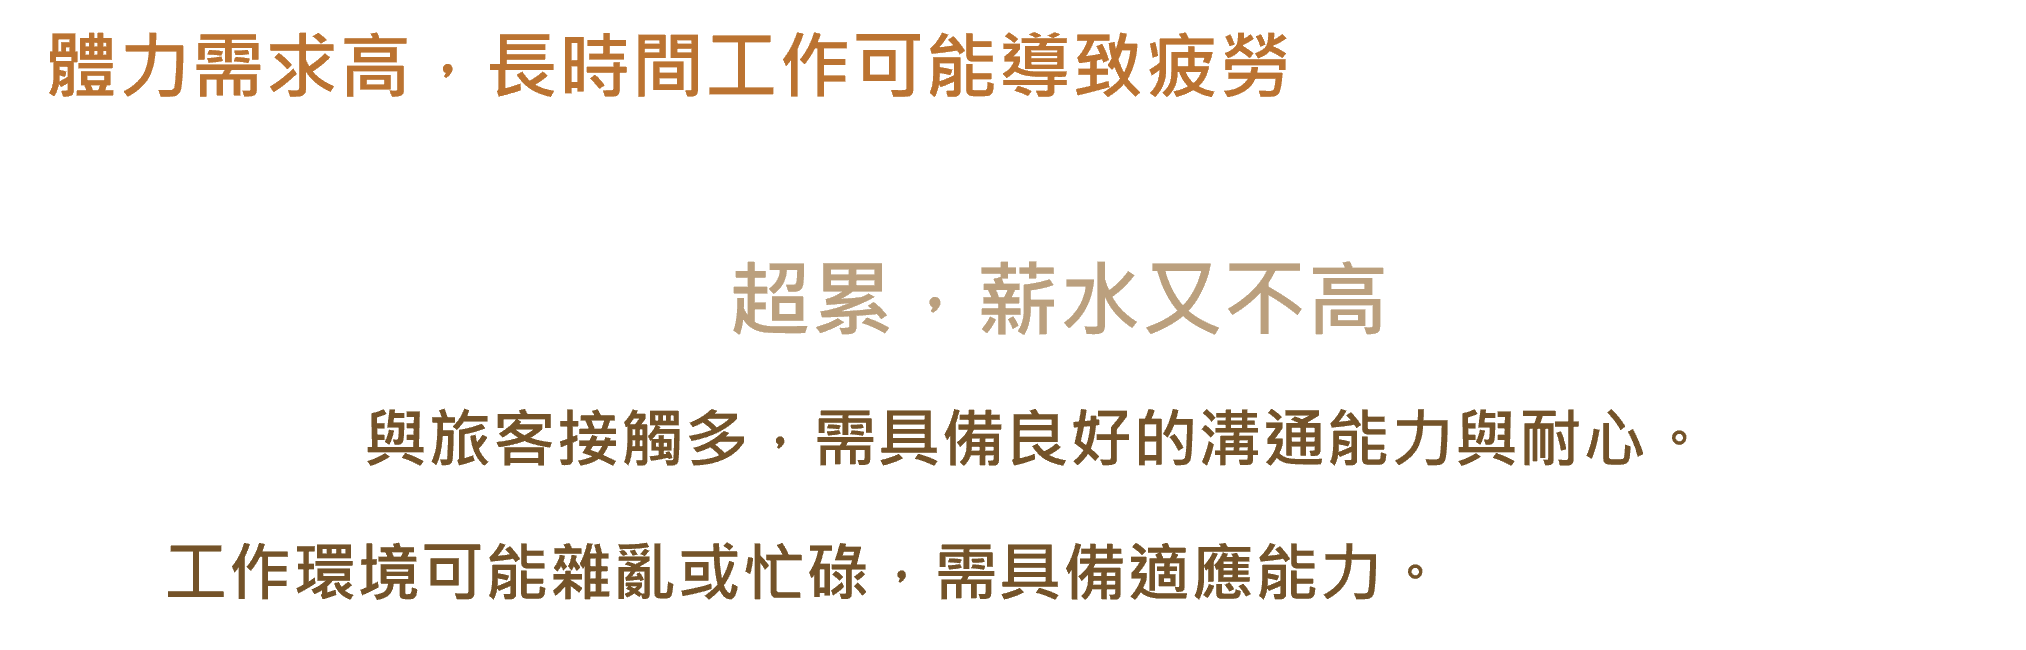 體力需求高，長時間工作可能導致疲勞
超累，薪水又不高
與旅客接觸多，需具備良好的溝通能力與耐心。
工作環境可能雜亂或忙碌，需具備適應能力。